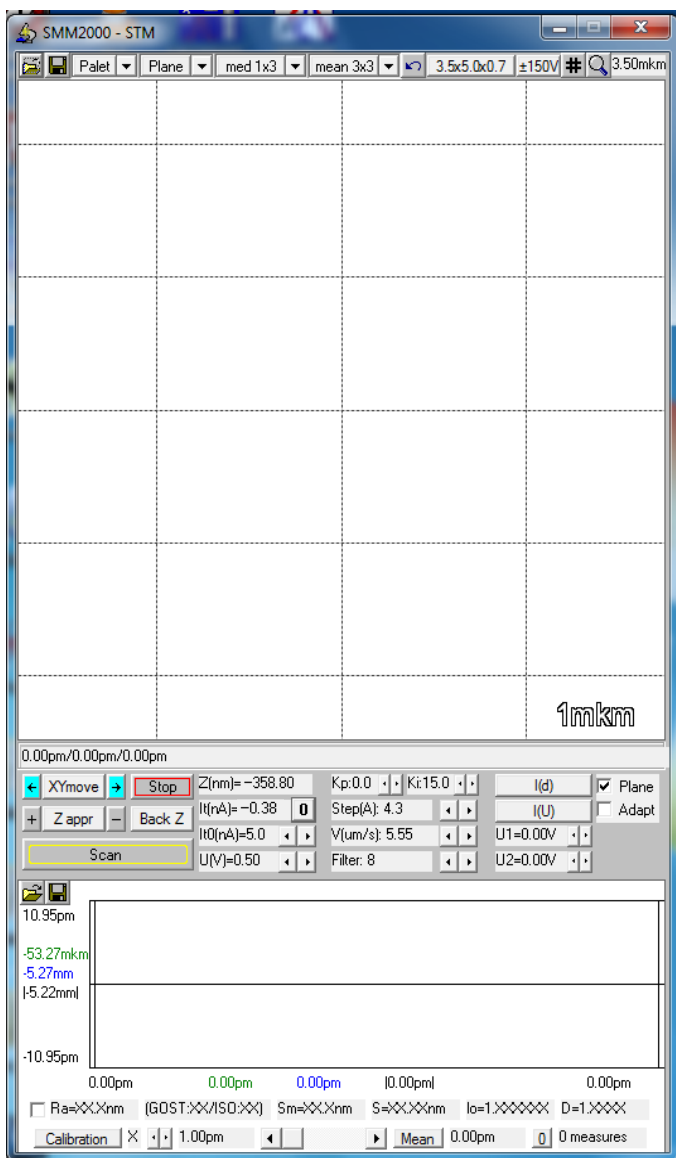 SMM2000 - STM
Palet Plane med 1x3 mean 3x3 3.5x5.0x0.7 ±150V # 3.50mkm
1mkm
0.00pm/0.00pm/0.00pm
XYmove Stop Z(nm)= -358.80 Kp:0.0 Ki:15.0 I(d) Plane
+ Z appr - Back Z It(nA)= -0.38 0 Step(A): 4.3 I(U) Adapt
Scan It0(nA)=5.0 V(um/s): 5.55 U1=0.00V
U(V)=0.50 Filter: 8 U2=0.00V
10.95pm
-53.27mkm
-5.27mm
|-5.22mm|
-10.95pm
0.00pm 0.00pm 0.00pm |0.00pm| 0.00pm
Ra=XX.Xnm (GOST:XX/ISO:XX) Sm=XX.Xnm S=XX.XXnm lo=1.XXXXXX D=1.XXXX
Calibration X 1.00pm Mean 0.00pm 0 0 measures